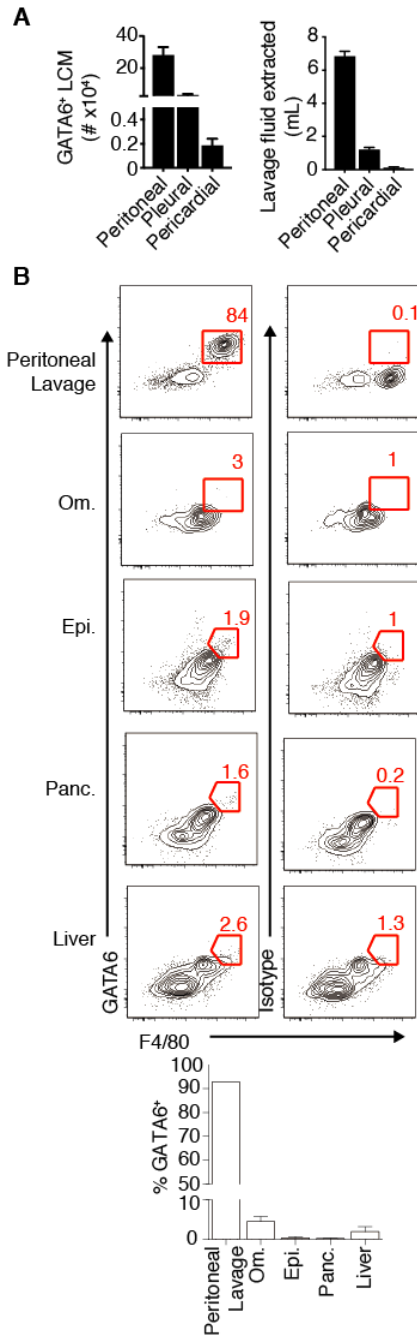 A
GATA6⁺ LCM
(# x10⁴)
40
20
0.4
0.2
0
Peritoneal
Pleural
Pericardial
Lavage fluid extracted
(mL)
8
6
4
2
0
Peritoneal
Pleural
Pericardial
B
Peritoneal
Lavage
84
0.1
Om.
3
1
Epi.
1.9
1
Panc.
1.6
0.2
Liver
2.6
1.3
GATA6
Isotype
F4/80
% GATA6⁺
100
90
80
70
60
50
10
0
Peritoneal
Lavage
Om.
Epi.
Panc.
Liver